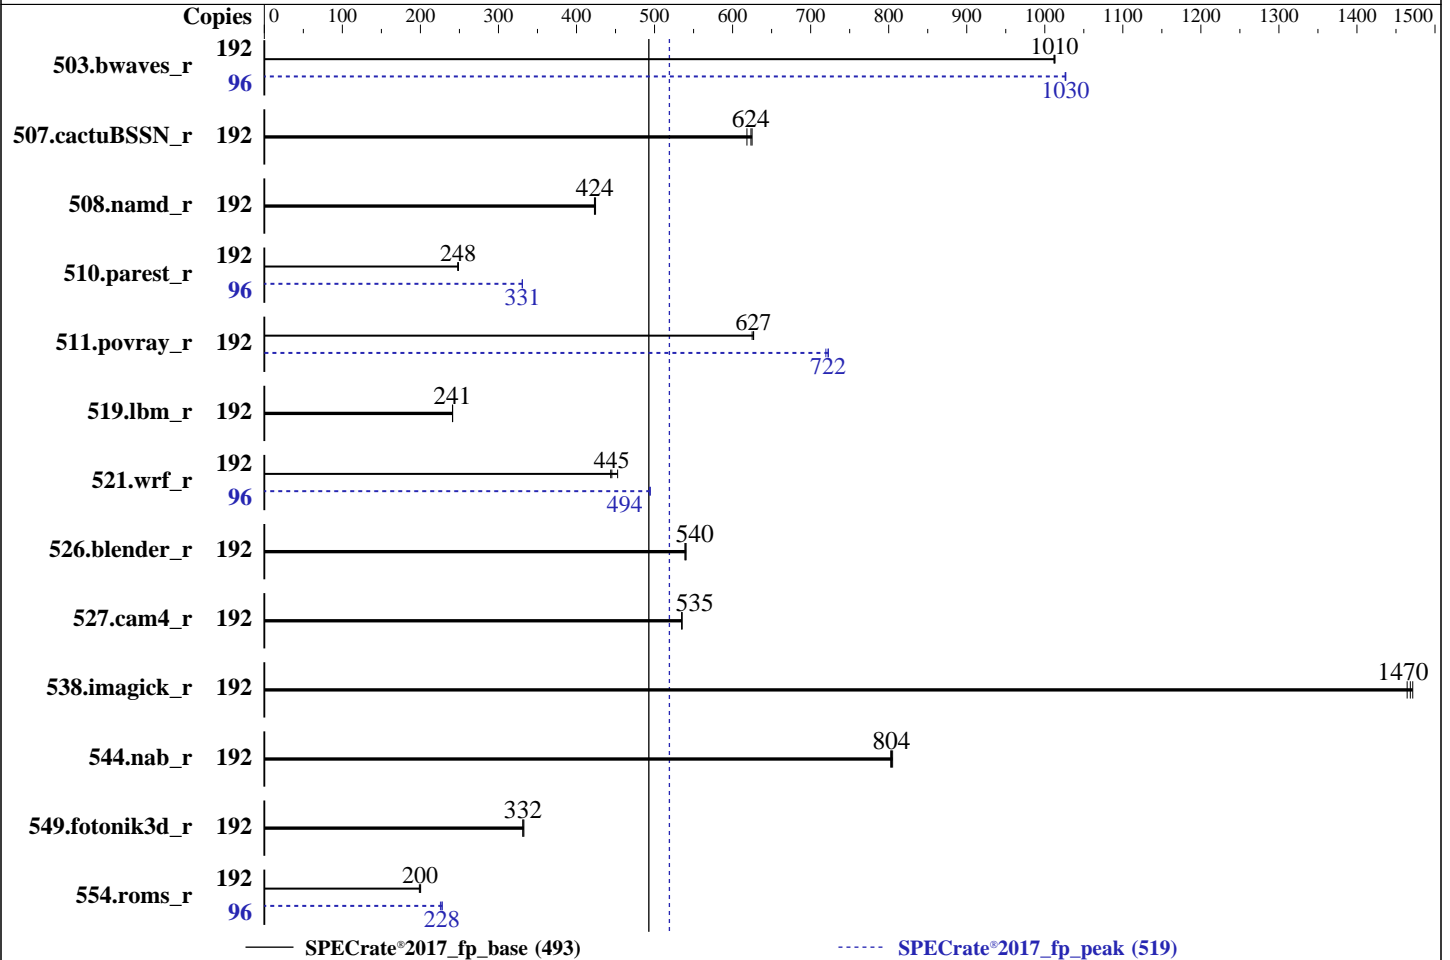 Copies 0 100 200 300 400 500 600 700 800 900 1000 1100 1200 1300 1400 1500
503.bwaves_r 192 1010
96 1030
507.cactuBSSN_r 192 624
508.namd_r 192 424
510.parest_r 192 248
96 331
511.povray_r 192 627
722
519.lbm_r 192 241
521.wrf_r 192 445
96 494
526.blender_r 192 540
527.cam4_r 192 535
538.imagick_r 192 1470
544.nab_r 192 804
549.fotonik3d_r 192 332
554.roms_r 192 200
96 228
SPECrate®2017_fp_base (493) SPECrate®2017_fp_peak (519)